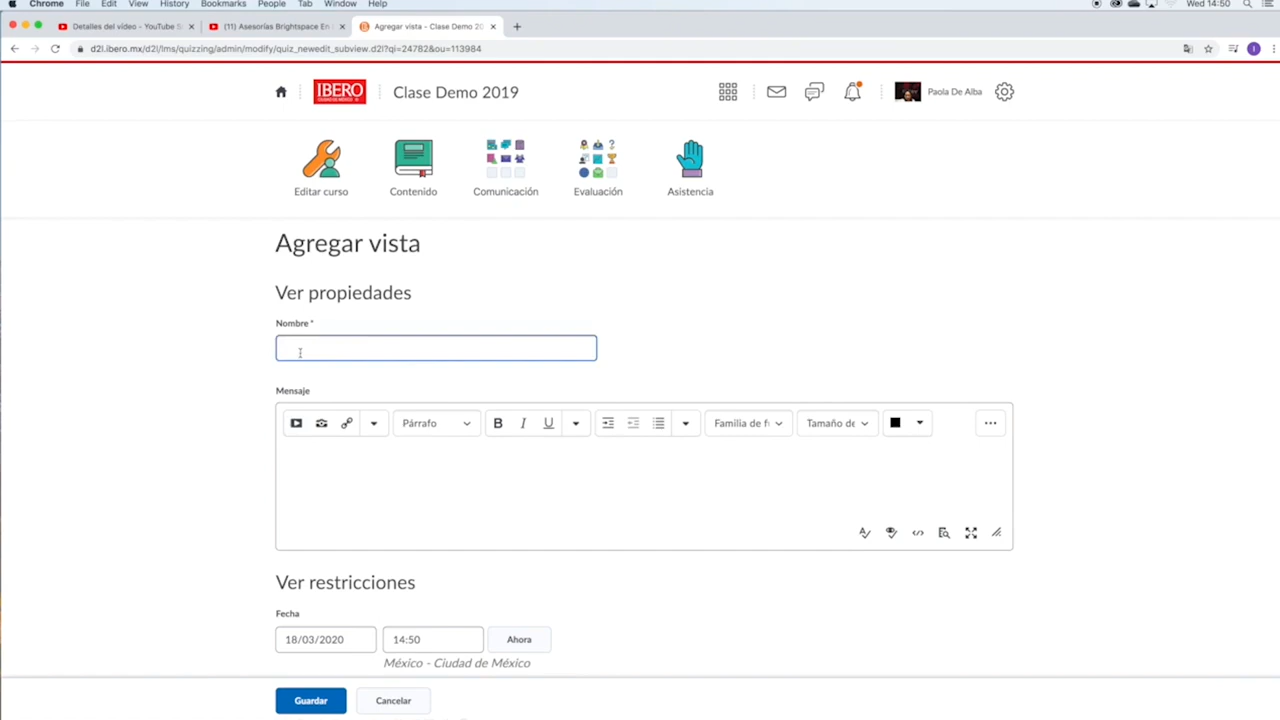 Chrome File Edit View History Bookmarks People Tab Window Help Wed 14:50
Detalles del vídeo - YouTube S (11) Asesorías Brightspace En Agregar vista - Clase Demo 20
d2l.ibero.mx/d2l/lms/quizzing/admin/modify/quiz_newedit_subview.d2l?qi=24782&ou=113984
IBERO Clase Demo 2019 Paola De Alba
Editar curso Contenido Comunicación Evaluación Asistencia
Agregar vista
Ver propiedades
Nombre *
Mensaje
Párrafo B I U Familia de f Tamaño de
Ver restricciones
Fecha
18/03/2020 14:50 Ahora
México - Ciudad de México
Guardar Cancelar